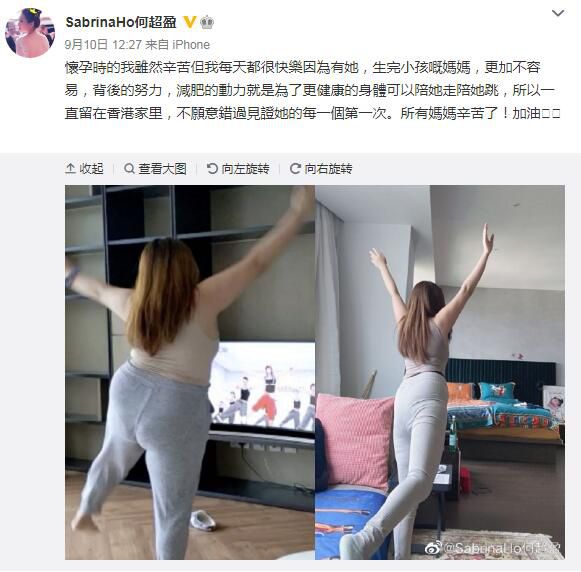 SabrinaHo何超盈
9月10日 12:27 来自 iPhone
懷孕時的我雖然辛苦但我每天都很快樂因為有她，生完小孩嘅媽媽，更加不容
易，背後的努力，減肥的動力就是為了更健康的身體可以陪她走陪她跳，所以一
直留在香港家里，不願意錯過見證她的每一個第一次。所有媽媽辛苦了！加油□□
收起 查看大图 向左旋转 向右旋转
@SabrinaHo何超盈